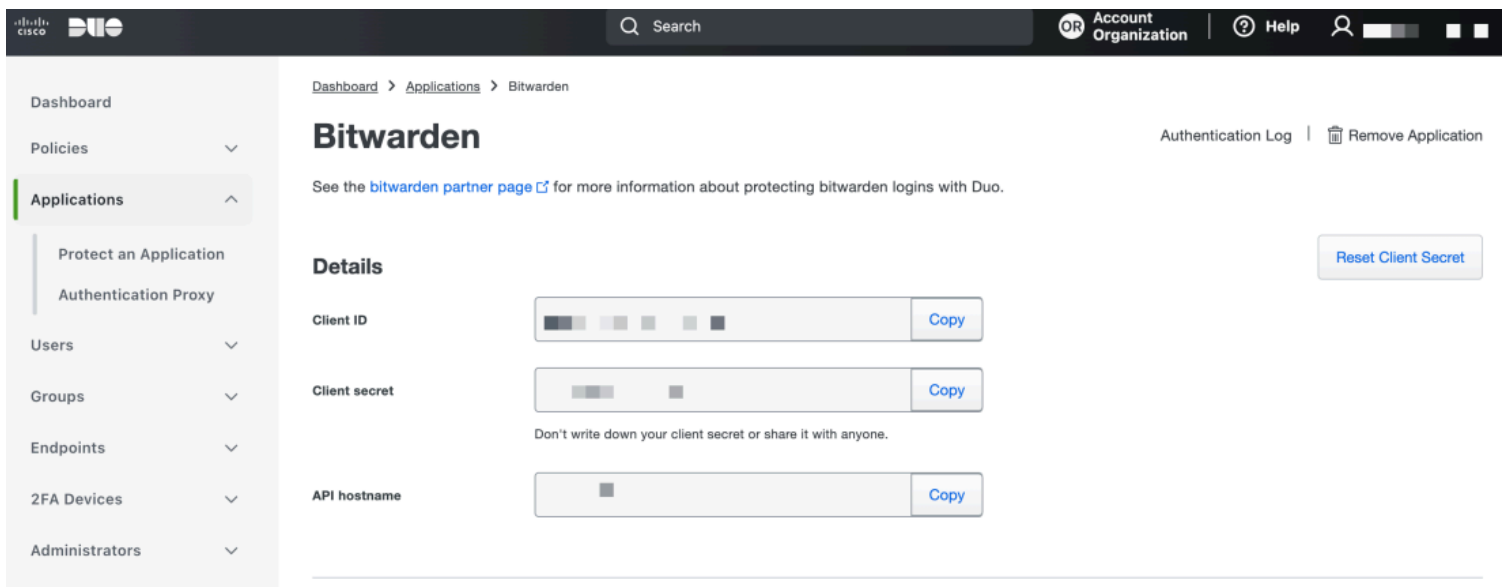 cisco DUO
Search
OR Account Organization
Help
Dashboard
Policies
Applications
Protect an Application
Authentication Proxy
Users
Groups
Endpoints
2FA Devices
Administrators
Dashboard > Applications > Bitwarden
Bitwarden
Authentication Log | Remove Application
See the bitwarden partner page for more information about protecting bitwarden logins with Duo.
Details
Reset Client Secret
Client ID Copy
Client secret Copy
Don't write down your client secret or share it with anyone.
API hostname Copy